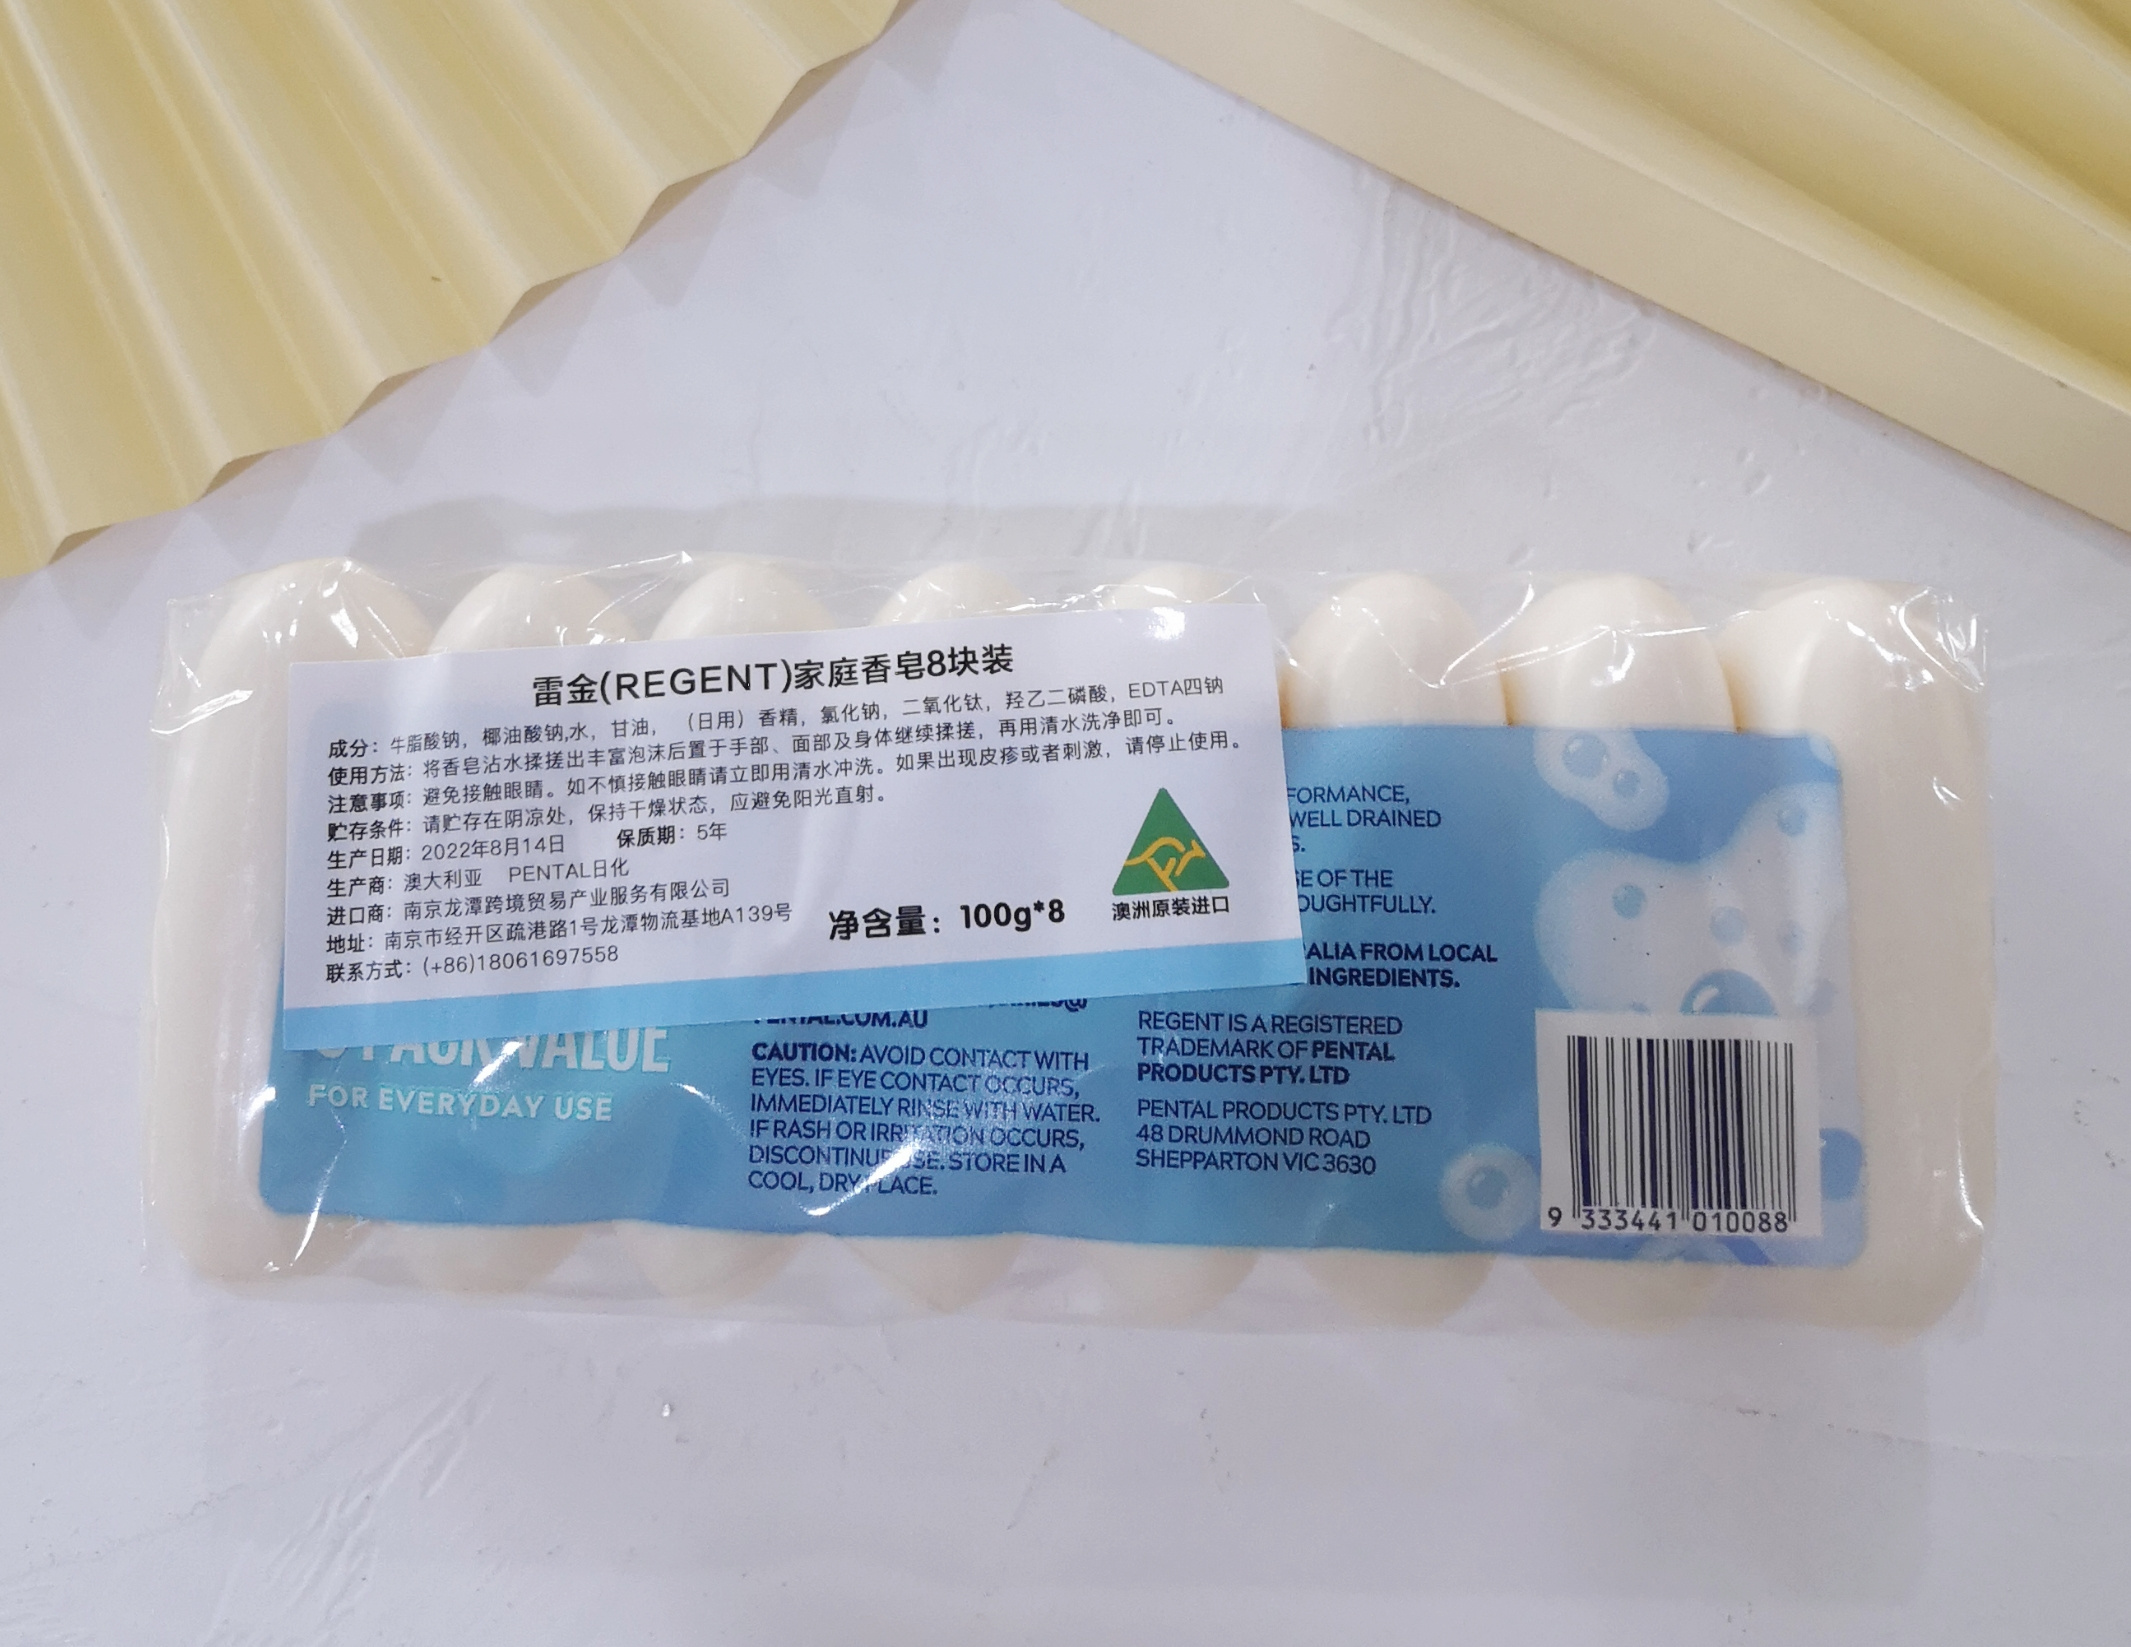 雷金(REGENT)家庭香皂8块装
成分：牛脂酸钠，椰油酸钠,水，甘油，（日用）香精，氯化钠，二氧化钛，羟乙二磷酸，EDTA四钠
使用方法：将香皂沾水揉搓出丰富泡沫后置于手部、面部及身体继续揉搓，再用清水洗净即可。
注意事项：避免接触眼睛。如不慎接触眼睛请立即用清水冲洗。如果出现皮疹或者刺激，请停止使用。
贮存条件：请贮存在阴凉处，保持干燥状态，应避免阳光直射。
生产日期：2022年8月14日 保质期：5年
生产商：澳大利亚 PENTAL日化
进口商：南京龙潭跨境贸易产业服务有限公司
地址：南京市经开区疏港路1号龙潭物流基地A139号
联系方式：(+86)18061697558
净含量：100g*8
澳洲原装进口
PACK VALUE
FOR EVERYDAY USE
PENTAL.COM.AU
CAUTION: AVOID CONTACT WITH
EYES. IF EYE CONTACT OCCURS,
IMMEDIATELY RINSE WITH WATER.
IF RASH OR IRRITATION OCCURS,
DISCONTINUE USE. STORE IN A
COOL, DRY PLACE.
FORMANCE,
WELL DRAINED
S.
SE OF THE
OUGHTFULLY.
ALIA FROM LOCAL
INGREDIENTS.
REGENT IS A REGISTERED
TRADEMARK OF PENTAL
PRODUCTS PTY. LTD
PENTAL PRODUCTS PTY. LTD
48 DRUMMOND ROAD
SHEPPARTON VIC 3630
9 333441 010088